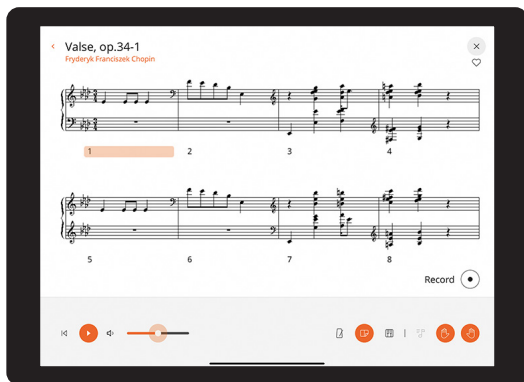 Valse, op.34-1
Fryderyk Franciszek Chopin
1 2 3 4
5 6 7 8
Record